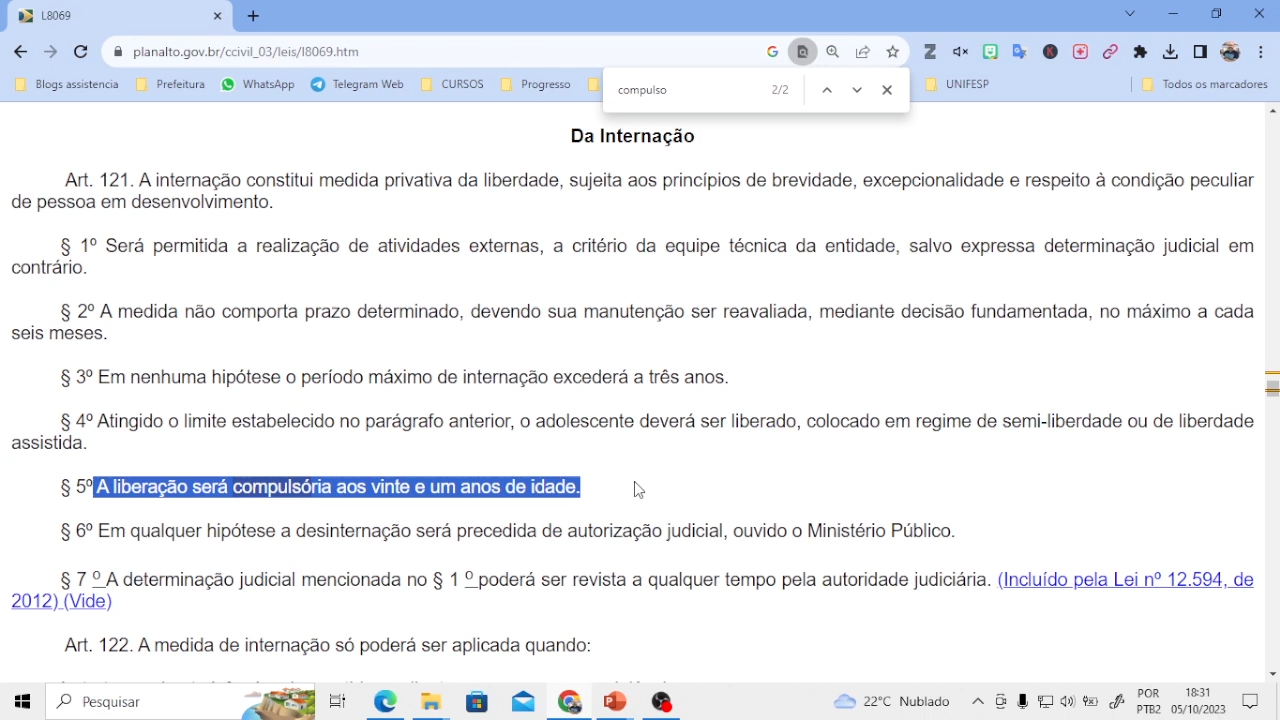 L8069
planalto.gov.br/ccivil_03/leis/l8069.htm
Blogs assistencia
Prefeitura
WhatsApp
Telegram Web
CURSOS
Progresso
UNIFESP
Todos os marcadores
compulso
2/2
Da Internação
Art. 121. A internação constitui medida privativa da liberdade, sujeita aos princípios de brevidade, excepcionalidade e respeito à condição peculiar
de pessoa em desenvolvimento.
§ 1º Será permitida a realização de atividades externas, a critério da equipe técnica da entidade, salvo expressa determinação judicial em
contrário.
§ 2º A medida não comporta prazo determinado, devendo sua manutenção ser reavaliada, mediante decisão fundamentada, no máximo a cada
seis meses.
§ 3º Em nenhuma hipótese o período máximo de internação excederá a três anos.
§ 4º Atingido o limite estabelecido no parágrafo anterior, o adolescente deverá ser liberado, colocado em regime de semi-liberdade ou de liberdade
assistida.
§ 5º A liberação será compulsória aos vinte e um anos de idade.
§ 6º Em qualquer hipótese a desinternação será precedida de autorização judicial, ouvido o Ministério Público.
§ 7 º A determinação judicial mencionada no § 1 º poderá ser revista a qualquer tempo pela autoridade judiciária. (Incluído pela Lei nº 12.594, de
2012) (Vide)
Art. 122. A medida de internação só poderá ser aplicada quando:
Pesquisar
22°C Nublado
POR
PTB2
18:31
05/10/2023